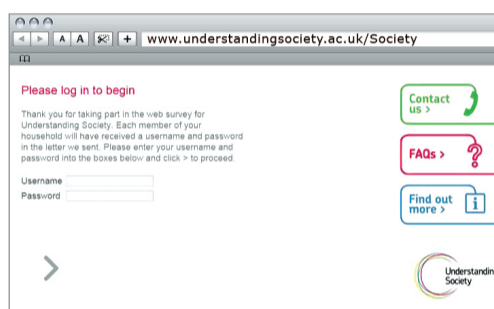 A A +
www.understandingsociety.ac.uk/Society
Please log in to begin
Thank you for taking part in the web survey for
Understanding Society. Each member of your
household will have received a username and password
in the letter we sent. Please enter your username and
password into the boxes below and click > to proceed.
Username
Password
Contact
us >
FAQs >
Find out
more >
Understandin
Society